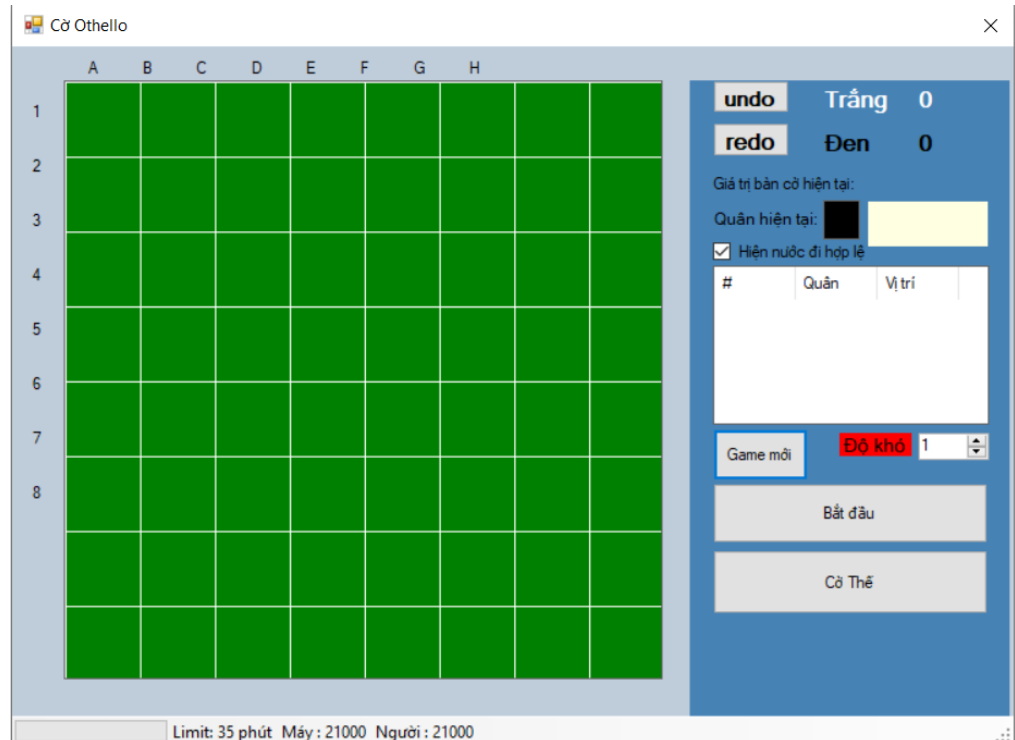 Cờ Othello
A B C D E F G H
1
2
3
4
5
6
7
8
undo Trắng 0
redo Đen 0
Giá trị bàn cờ hiện tại:
Quân hiện tại:
Hiện nước đi hợp lệ
# Quân Vị trí
Game mới Độ khó 1
Bắt đầu
Cờ Thế
Limit: 35 phút Máy : 21000 Người : 21000